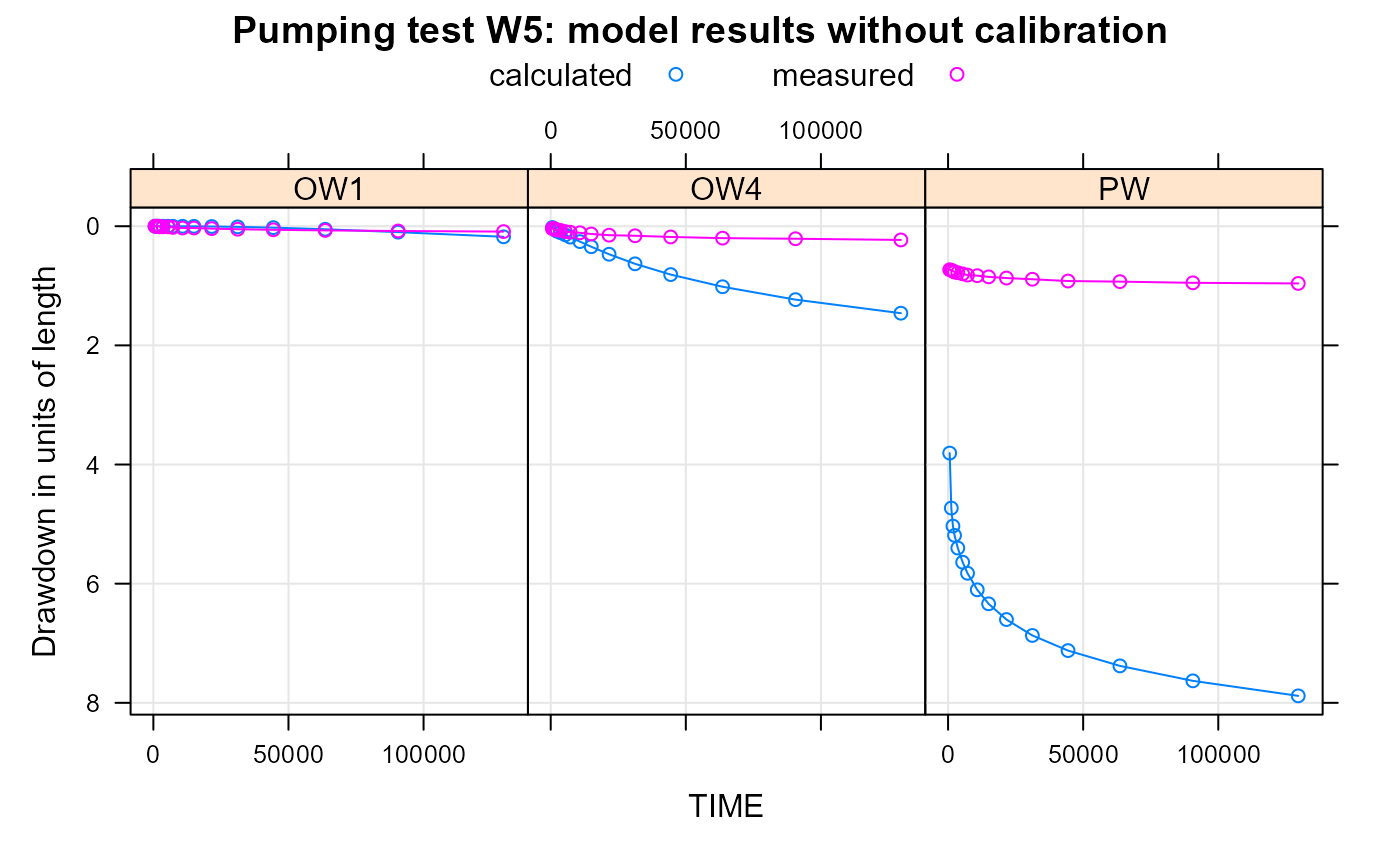 Pumping test W5: model results without calibration
calculated measured
0 50000 100000
OW1 OW4 PW
0
2
4
6
8
Drawdown in units of length
0 50000 100000 0 50000 100000
TIME